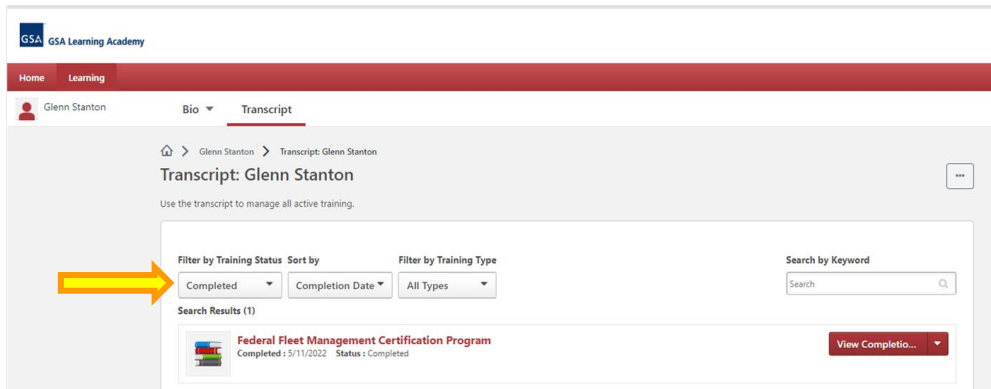 GSA GSA Learning Academy
Home Learning
Glenn Stanton Bio Transcript
Glenn Stanton Transcript: Glenn Stanton
Transcript: Glenn Stanton
...
Use the transcript to manage all active training.
Filter by Training Status Sort by Filter by Training Type Search by Keyword
Completed Completion Date All Types Search
Search Results (1)
Federal Fleet Management Certification Program
Completed : 5/11/2022 Status : Completed
View Completio...